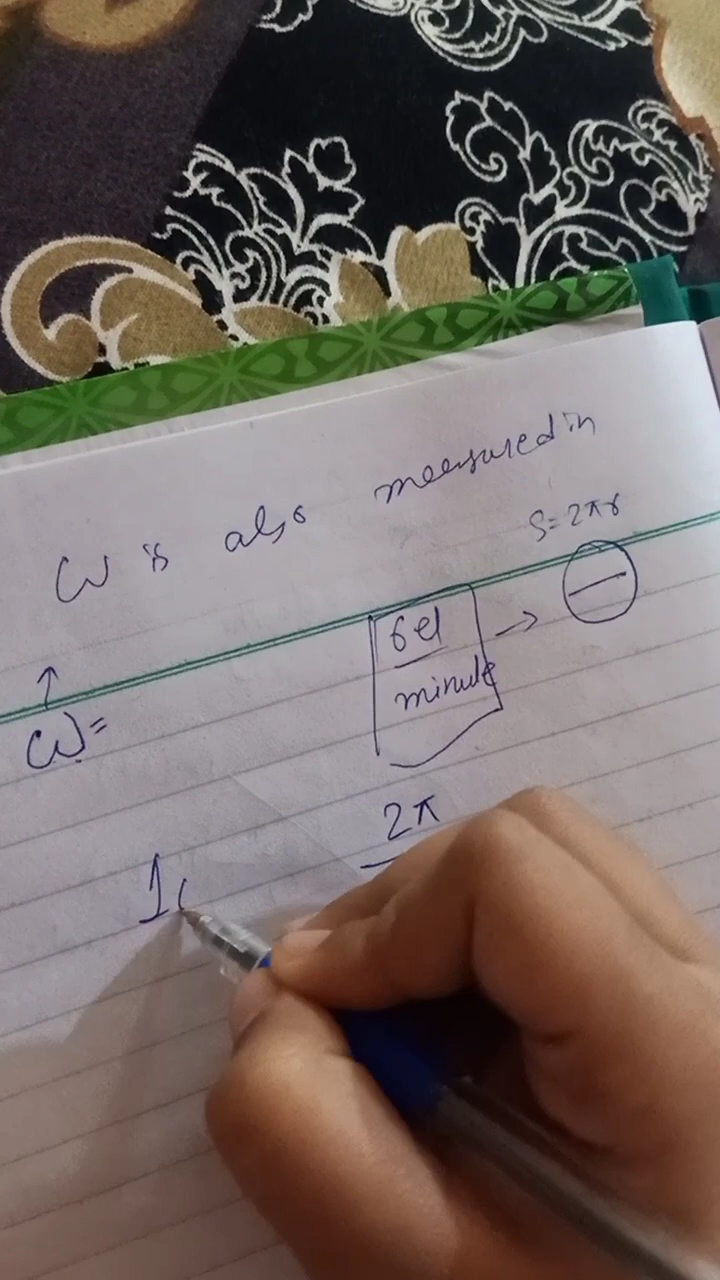 ω is also measured in
S=2πr
rev
minute →
ω=
2π
1